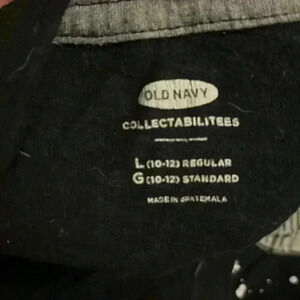 OLD NAVY
COLLECTABILITEES
L (10-12) REGULAR
G (10-12) STANDARD
MADE IN GUATEMALA